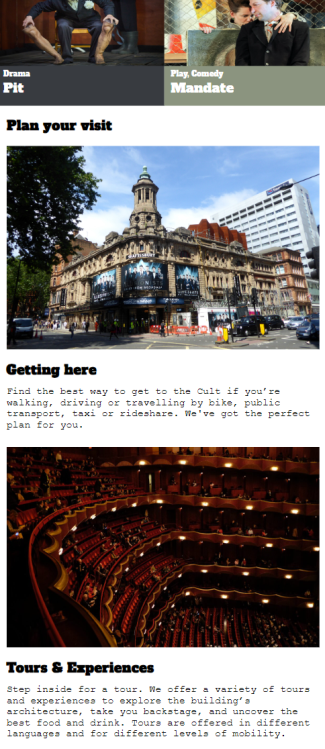 Drama
Pit
Play, Comedy
Mandate
Plan your visit
Getting here
Find the best way to get to the Cult if you’re
walking, driving or travelling by bike, public
transport, taxi or rideshare. We've got the perfect
plan for you.
Tours & Experiences
Step inside for a tour. We offer a variety of tours
and experiences to explore the building’s
architecture, take you backstage, and uncover the
best food and drink. Tours are offered in different
languages and for different levels of mobility.